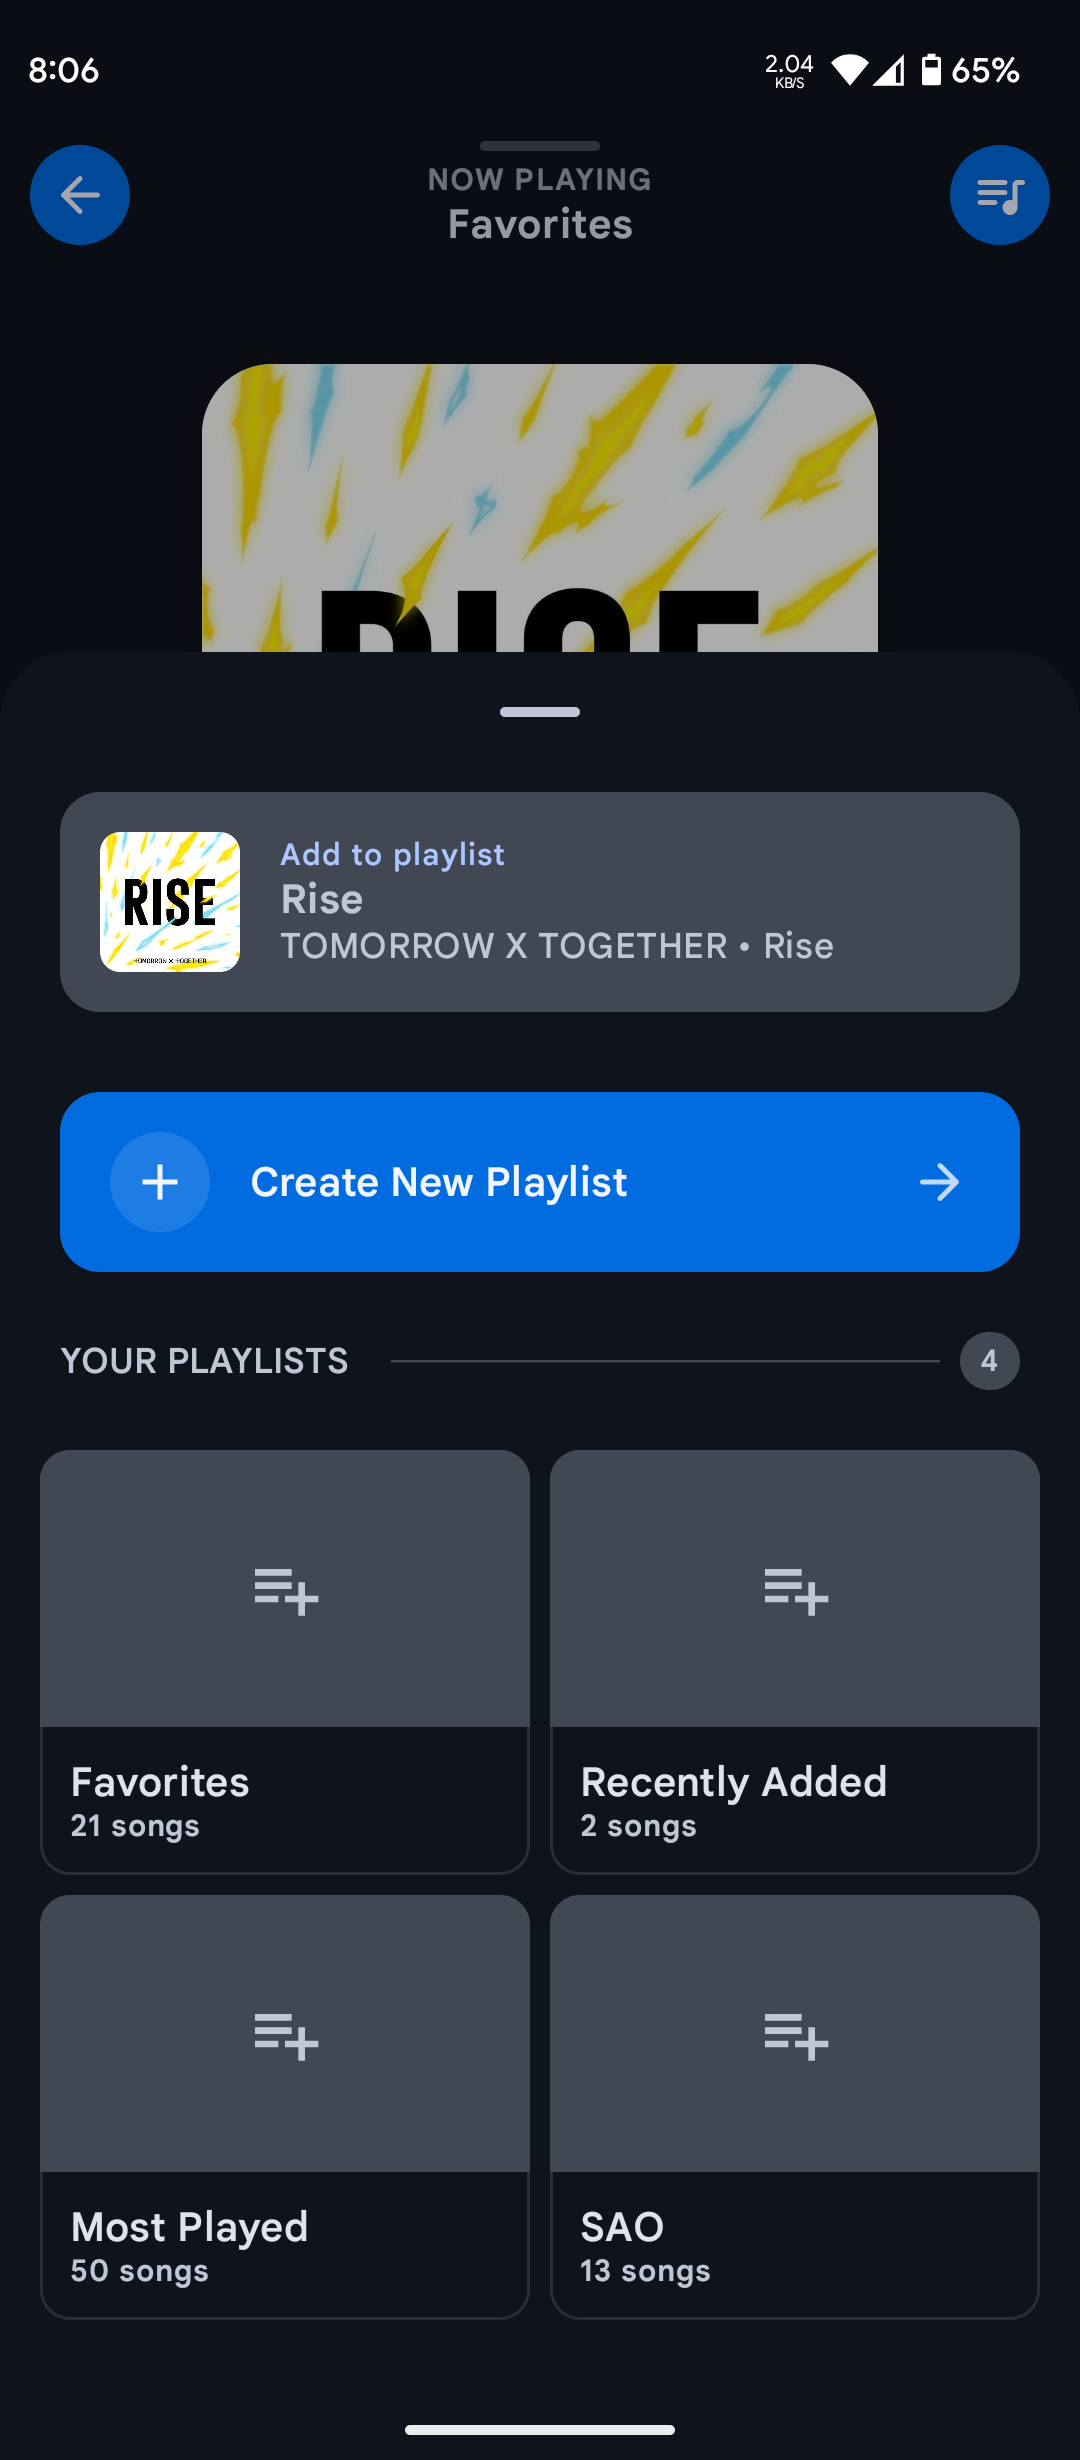 8:06
2.04
KB/S
65%
NOW PLAYING
Favorites
RISE
Add to playlist
Rise
TOMORROW X TOGETHER • Rise
RISE
TOMORROW X TOGETHER
Create New Playlist
YOUR PLAYLISTS
4
Favorites
21 songs
Recently Added
2 songs
Most Played
50 songs
SAO
13 songs